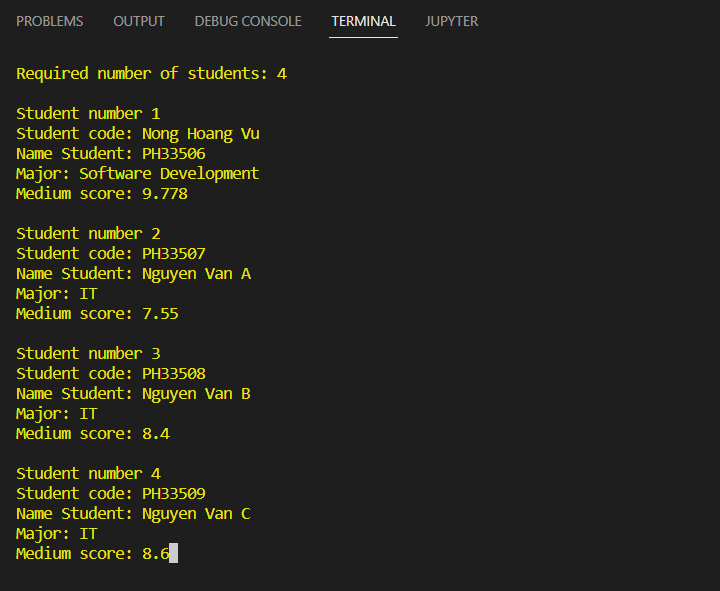 PROBLEMS OUTPUT DEBUG CONSOLE TERMINAL JUPYTER
Required number of students: 4
Student number 1
Student code: Nong Hoang Vu
Name Student: PH33506
Major: Software Development
Medium score: 9.778
Student number 2
Student code: PH33507
Name Student: Nguyen Van A
Major: IT
Medium score: 7.55
Student number 3
Student code: PH33508
Name Student: Nguyen Van B
Major: IT
Medium score: 8.4
Student number 4
Student code: PH33509
Name Student: Nguyen Van C
Major: IT
Medium score: 8.6